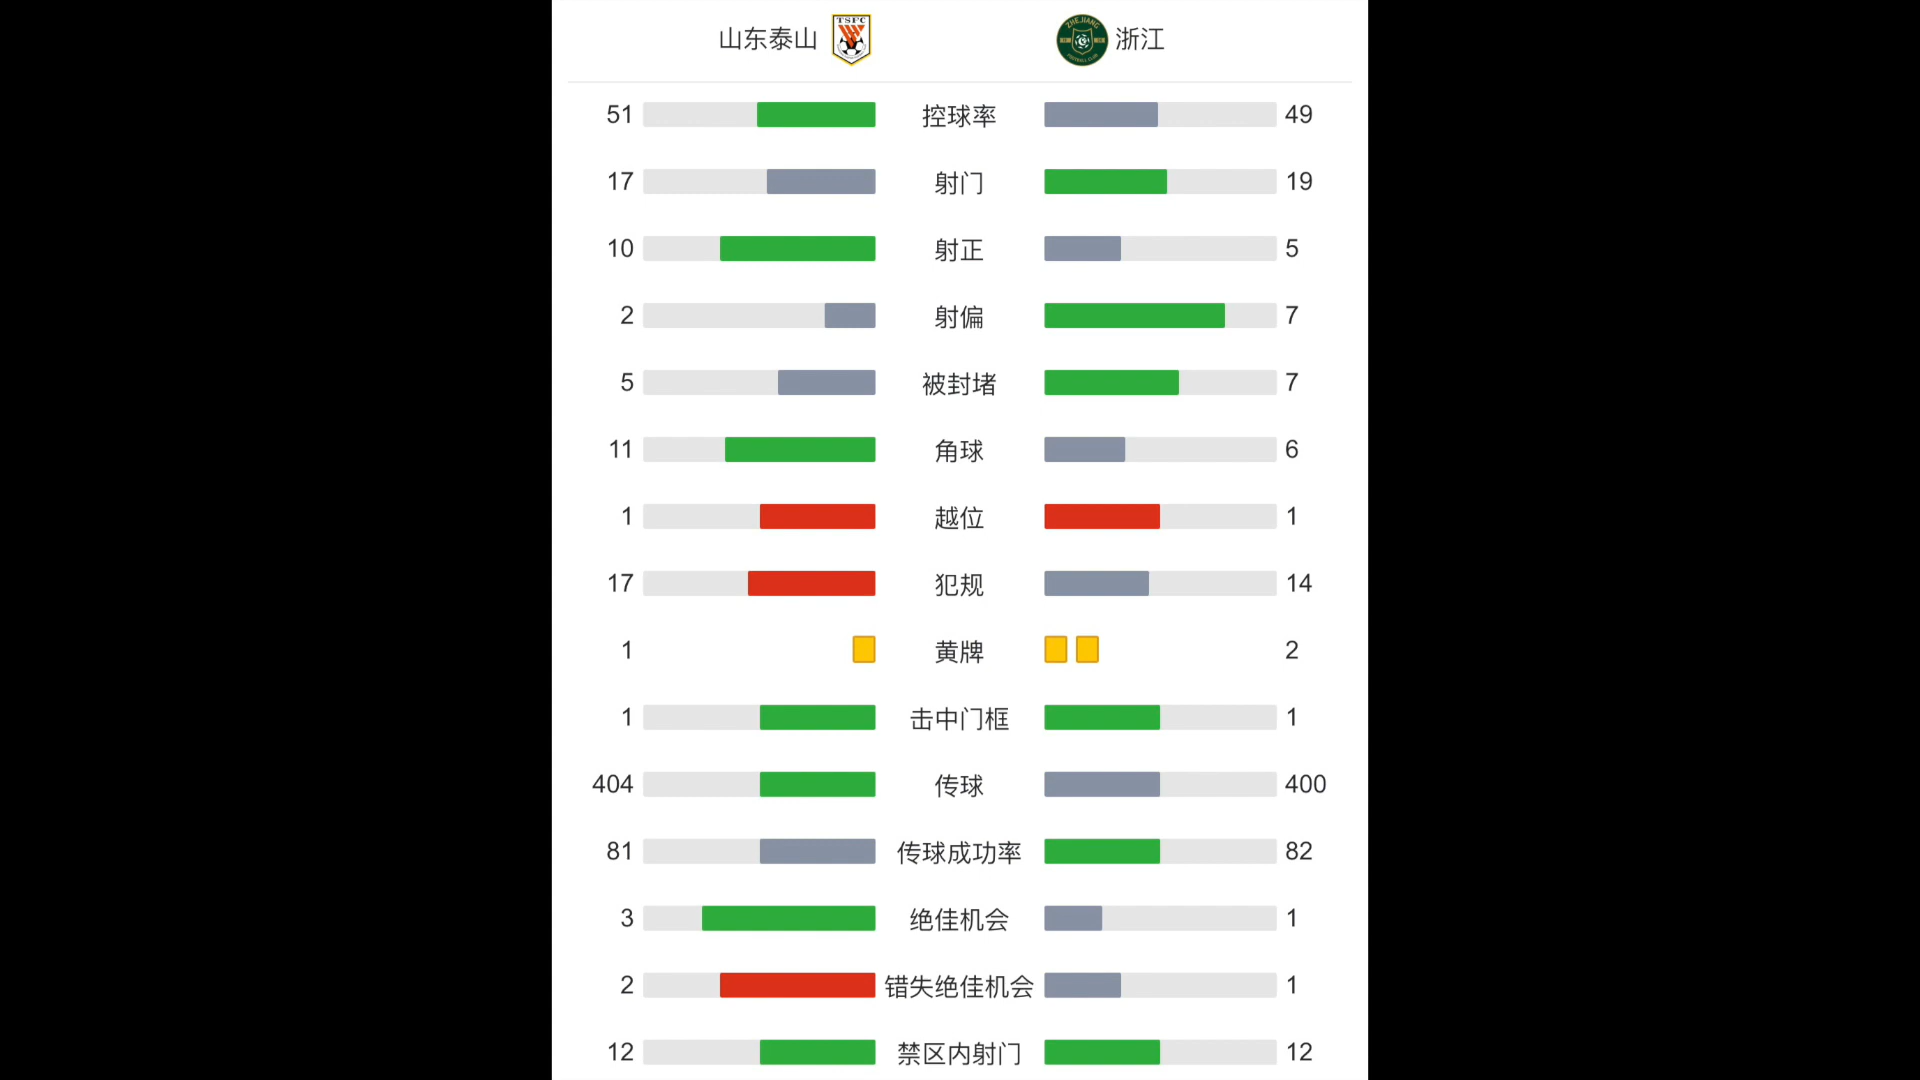 山东泰山 TSFC ZHEJIANG 浙江
51 控球率 49
17 射门 19
10 射正 5
2 射偏 7
5 被封堵 7
11 角球 6
1 越位 1
17 犯规 14
1 黄牌 2
1 击中门框 1
404 传球 400
81 传球成功率 82
3 绝佳机会 1
2 错失绝佳机会 1
12 禁区内射门 12